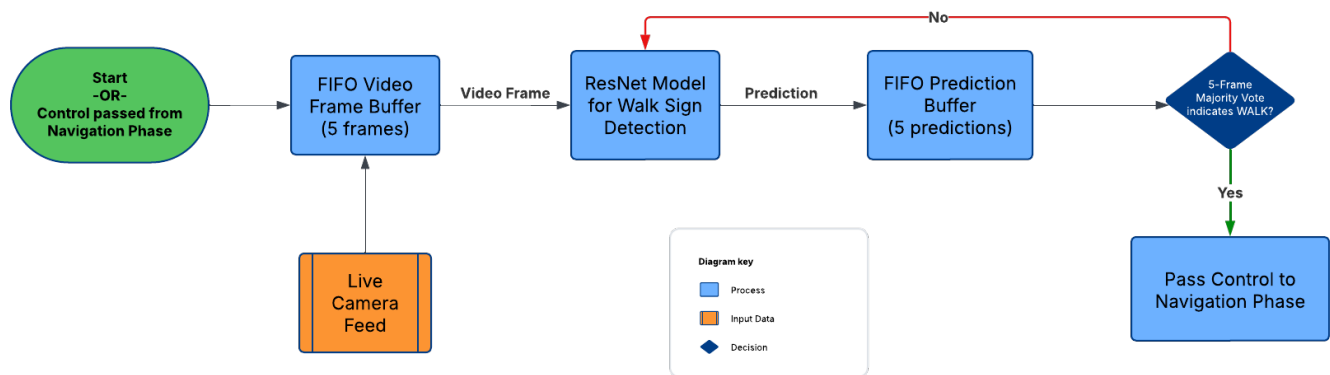 No
Start
-OR-
Control passed from
Navigation Phase
FIFO Video
Frame Buffer
(5 frames)
Video Frame
ResNet Model
for Walk Sign
Detection
Prediction
FIFO Prediction
Buffer
(5 predictions)
5-Frame
Majority Vote
indicates WALK?
Yes
Live
Camera
Feed
Diagram key
Process
Input Data
Decision
Pass Control to
Navigation Phase